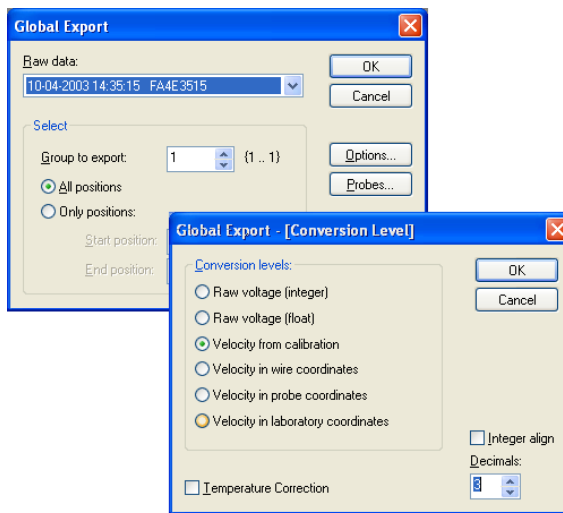 Global Export
Raw data:
10-04-2003 14:35:15 FA4E3515
OK
Cancel
Select
Group to export: 1 {1 .. 1}
Options...
All positions
Probes...
Only positions:
Start position:
End position:
Global Export - [Conversion Level]
Conversion levels:
OK
Raw voltage (integer)
Cancel
Raw voltage (float)
Velocity from calibration
Velocity in wire coordinates
Velocity in probe coordinates
Velocity in laboratory coordinates
Integer align
Decimals:
Temperature Correction
3